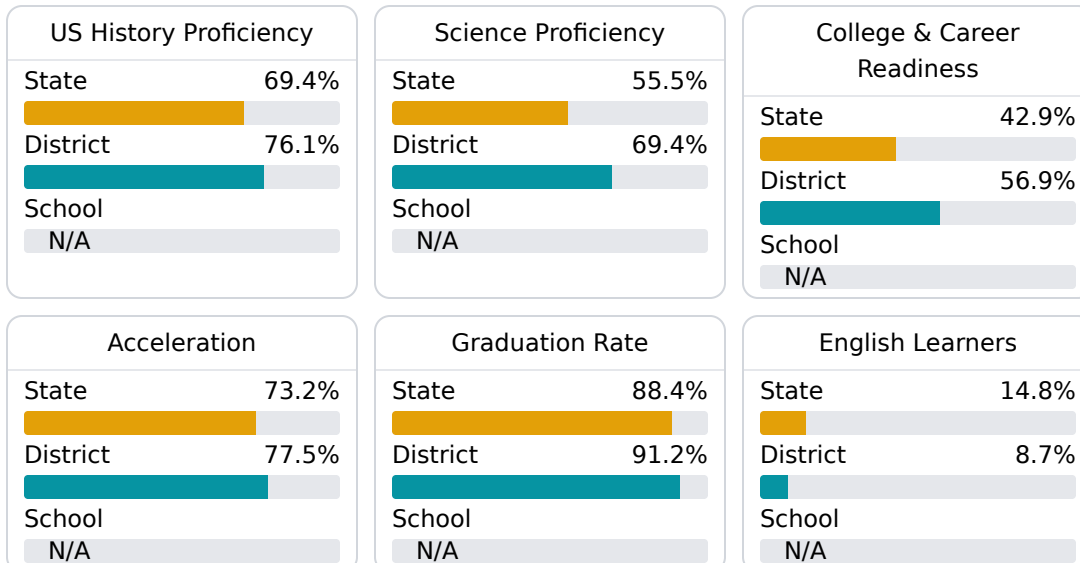 US History Proficiency
State 69.4%
District 76.1%
School
N/A
Science Proficiency
State 55.5%
District 69.4%
School
N/A
College & Career
Readiness
State 42.9%
District 56.9%
School
N/A
Acceleration
State 73.2%
District 77.5%
School
N/A
Graduation Rate
State 88.4%
District 91.2%
School
N/A
English Learners
State 14.8%
District 8.7%
School
N/A